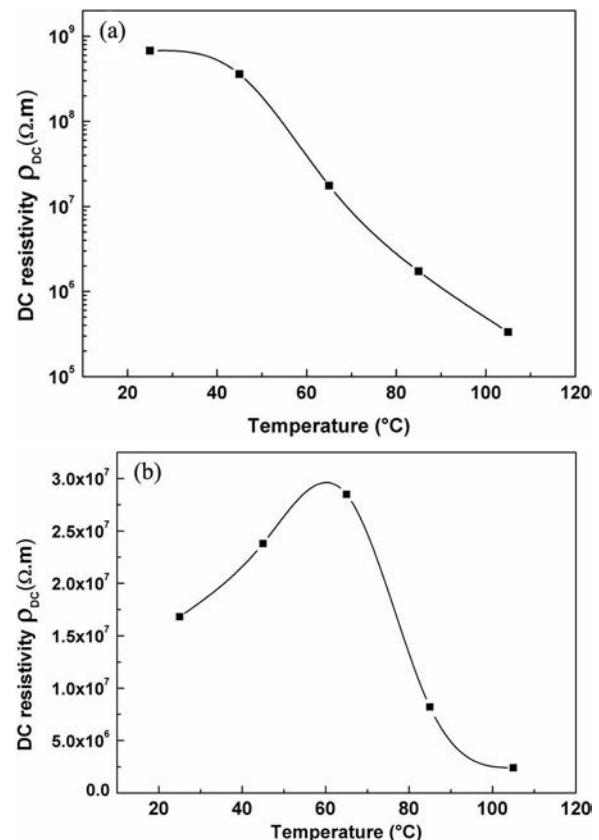 (a)
DC resistivity ρDC(Ω.m)
10⁹
10⁸
10⁷
10⁶
10⁵
20 40 60 80 100 120
Temperature (°C)
(b)
DC resistivity ρDC(Ω.m)
3.0x10⁷
2.5x10⁷
2.0x10⁷
1.5x10⁷
1.0x10⁷
5.0x10⁶
0.0
20 40 60 80 100 120
Temperature (°C)